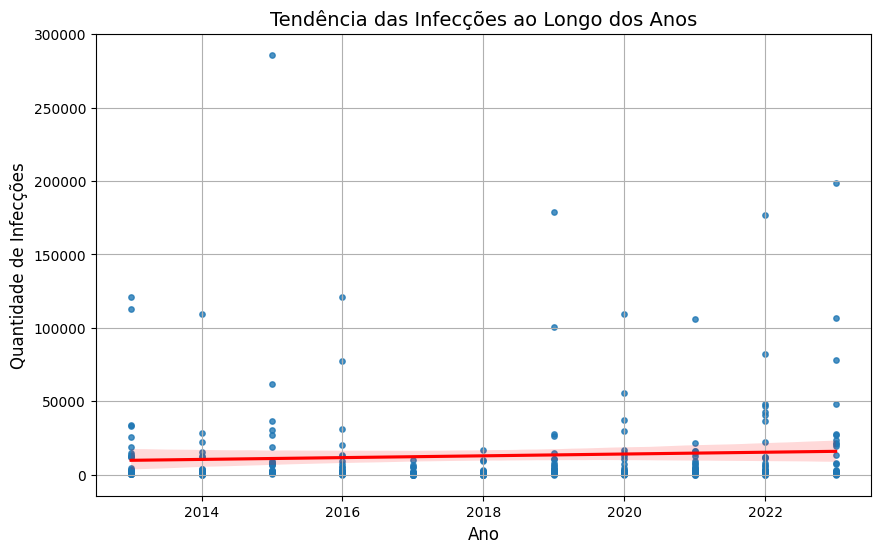 Tendência das Infecções ao Longo dos Anos
300000
250000
200000
150000
100000
50000
0
Quantidade de Infecções
2014 2016 2018 2020 2022
Ano